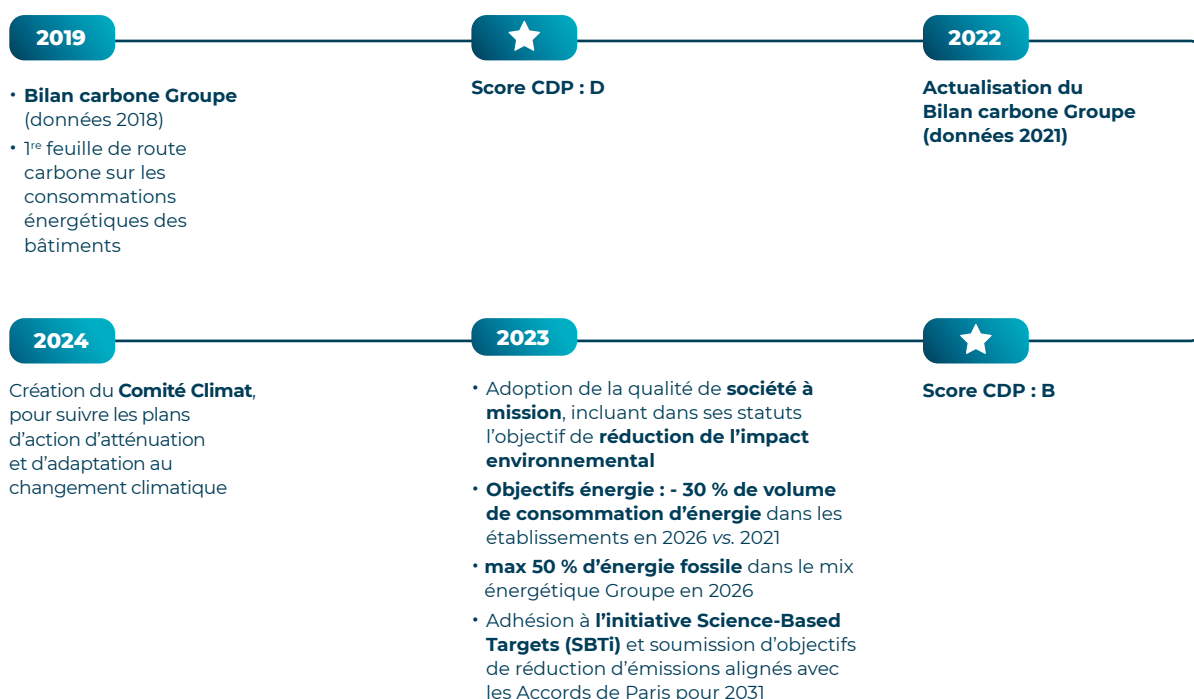 2019
• Bilan carbone Groupe
(données 2018)
• 1re feuille de route
carbone sur les
consommations
énergétiques des
bâtiments
Score CDP : D
2022
Actualisation du
Bilan carbone Groupe
(données 2021)
2024
Création du Comité Climat,
pour suivre les plans
d’action d’atténuation
et d’adaptation au
changement climatique
2023
• Adoption de la qualité de société à
mission, incluant dans ses statuts
l’objectif de réduction de l’impact
environnemental
• Objectifs énergie : - 30 % de volume
de consommation d’énergie dans les
établissements en 2026 vs. 2021
• max 50 % d’énergie fossile dans le mix
énergétique Groupe en 2026
• Adhésion à l’initiative Science-Based
Targets (SBTi) et soumission d’objectifs
de réduction d’émissions alignés avec
les Accords de Paris pour 2031
Score CDP : B